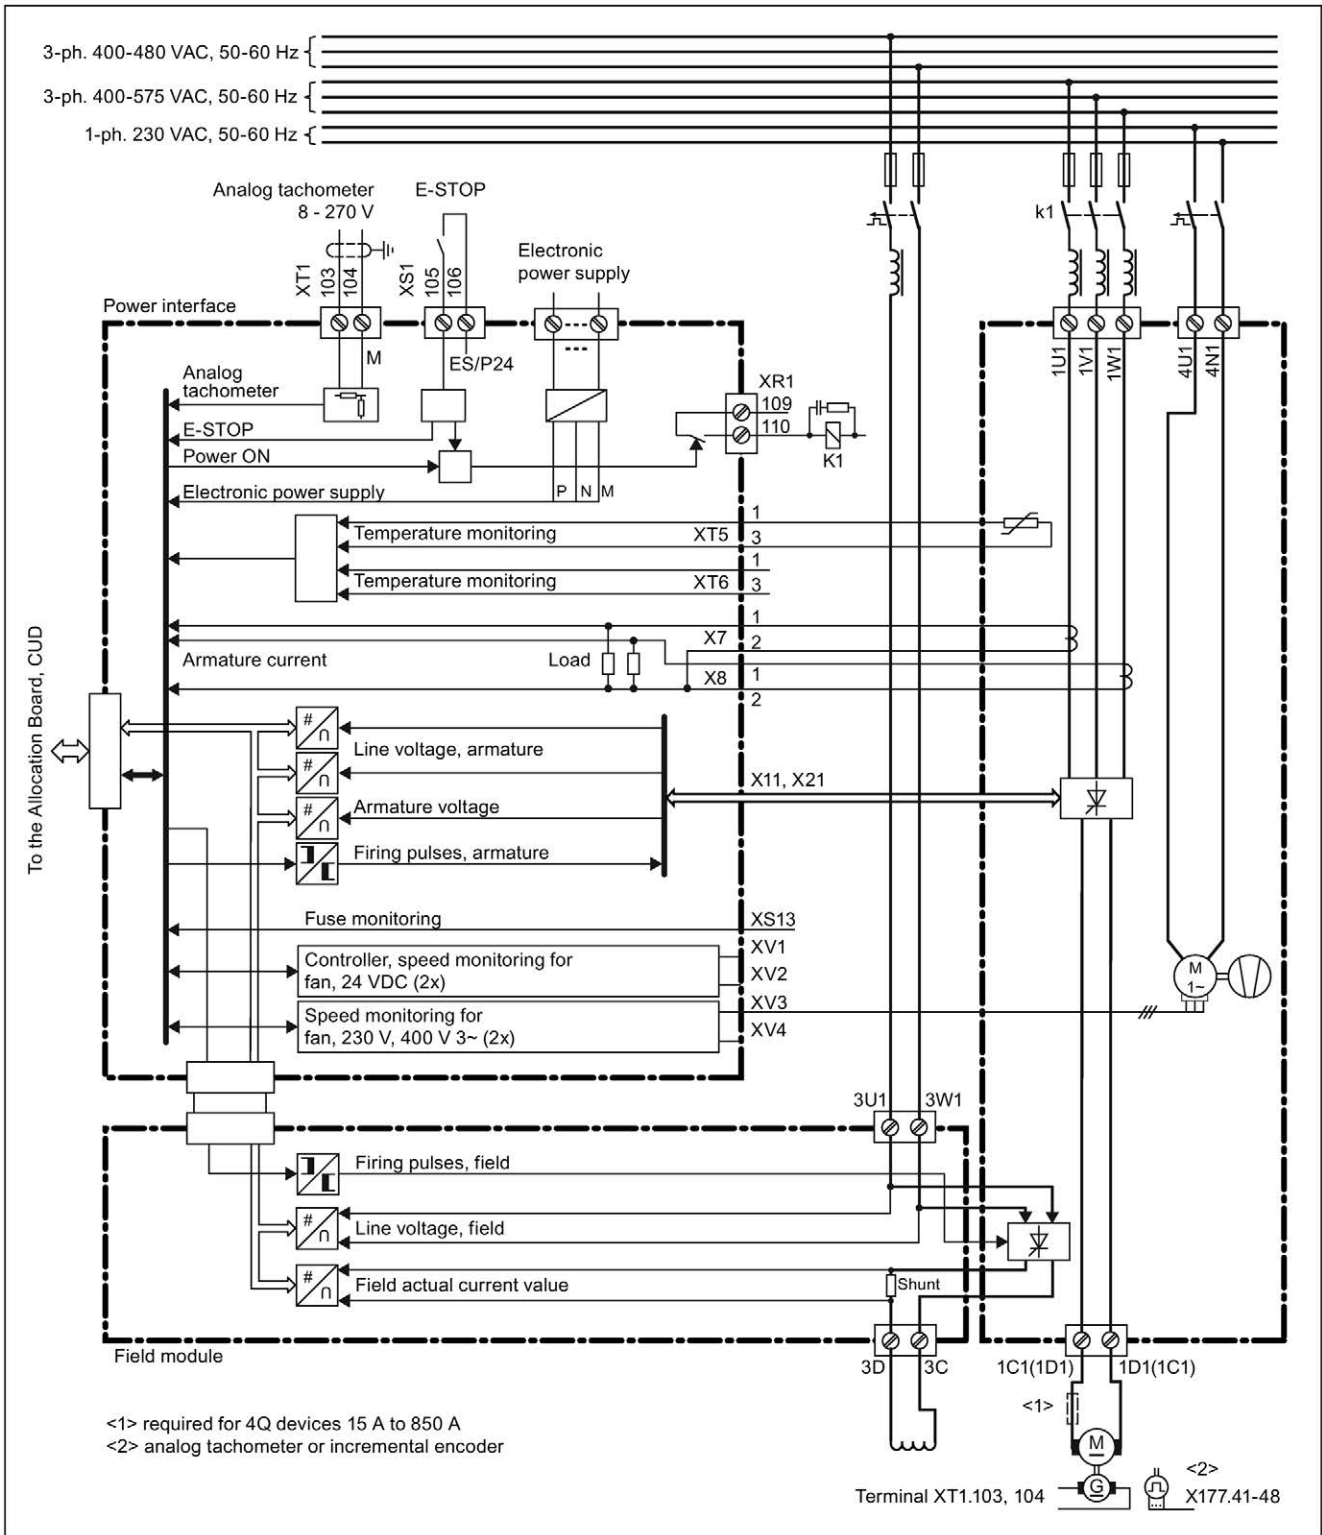 3-ph. 400-480 VAC, 50-60 Hz
3-ph. 400-575 VAC, 50-60 Hz
1-ph. 230 VAC, 50-60 Hz
Analog tachometer
8 - 270 V
E-STOP
k1
Electronic
power supply
XT1
103
104
XS1
105
106
Power interface
M
ES/P24
1U1
1V1
1W1
4U1
4N1
Analog
tachometer
XR1
109
110
K1
E-STOP
Power ON
Electronic power supply
P N M
1
Temperature monitoring
XT5
3
1
Temperature monitoring
XT6
3
1
X7
2
Armature current
Load
X8
1
2
To the Allocation Board, CUD
#
∩
Line voltage, armature
#
∩
X11, X21
#
∩
Armature voltage
Firing pulses, armature
Fuse monitoring
XS13
XV1
Controller, speed monitoring for
fan, 24 VDC (2x)
XV2
M
1~
XV3
Speed monitoring for
fan, 230 V, 400 V 3~ (2x)
XV4
3U1
3W1
Firing pulses, field
#
∩
Line voltage, field
#
∩
Field actual current value
Shunt
Field module
3D
3C
1C1(1D1)
1D1(1C1)
<1>
<1> required for 4Q devices 15 A to 850 A
<2> analog tachometer or incremental encoder
M
G
<2>
Terminal XT1.103, 104
X177.41-48